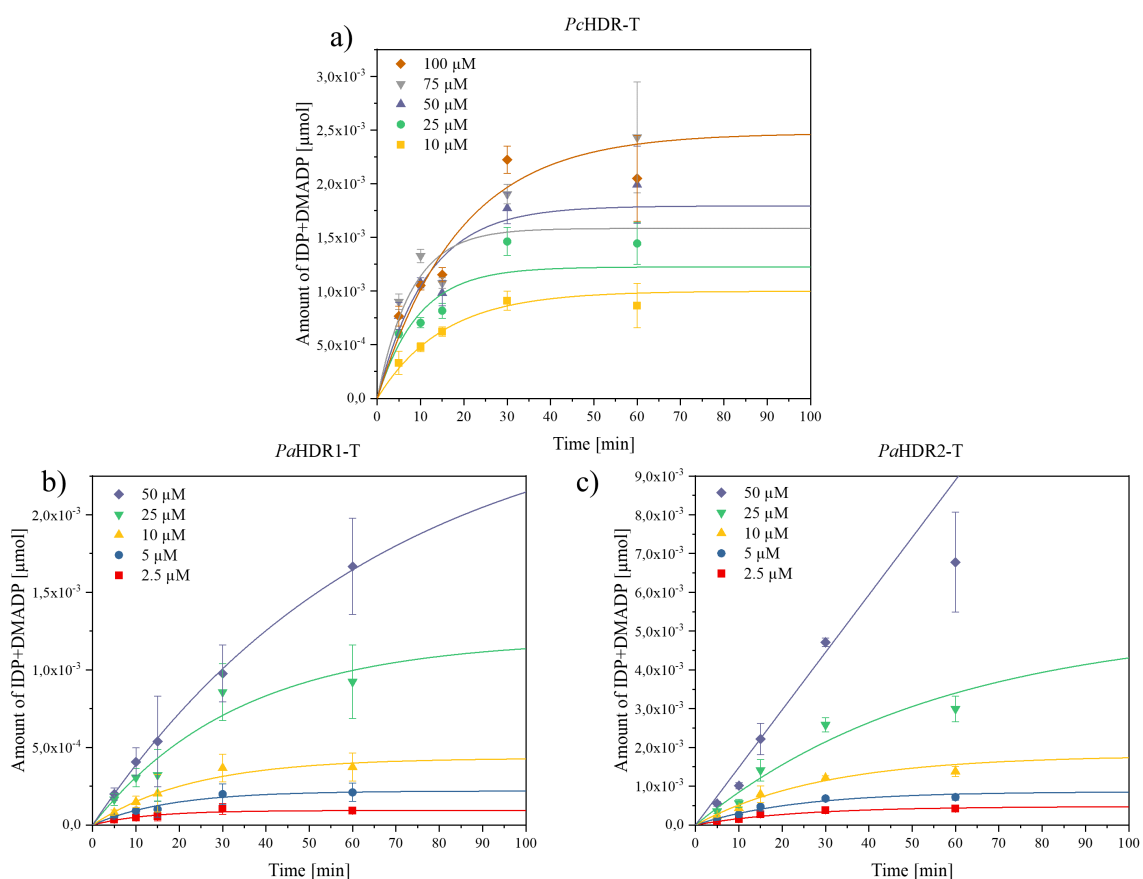 PcHDR-T
a)
100 µM
75 µM
50 µM
25 µM
10 µM
Amount of IDP+DMADP [µmol]
3,0x10⁻³
2,5x10⁻³
2,0x10⁻³
1,5x10⁻³
1,0x10⁻³
5,0x10⁻⁴
0,0
0 10 20 30 40 50 60 70 80 90 100
Time [min]
PaHDR1-T
b)
50 µM
25 µM
10 µM
5 µM
2.5 µM
Amount of IDP+DMADP [µmol]
2,0x10⁻³
1,5x10⁻³
1,0x10⁻³
5,0x10⁻⁴
0,0
0 10 20 30 40 50 60 70 80 90 100
Time [min]
PaHDR2-T
c)
50 µM
25 µM
10 µM
5 µM
2.5 µM
Amount of IDP+DMADP [µmol]
9,0x10⁻³
8,0x10⁻³
7,0x10⁻³
6,0x10⁻³
5,0x10⁻³
4,0x10⁻³
3,0x10⁻³
2,0x10⁻³
1,0x10⁻³
0,0
0 10 20 30 40 50 60 70 80 90 100
Time [min]